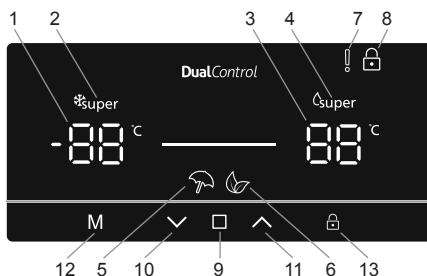 1 2 3 4 7 8
DualControl
super super
-88 °C 88 °C
M
12 5 10 9 11 6 13